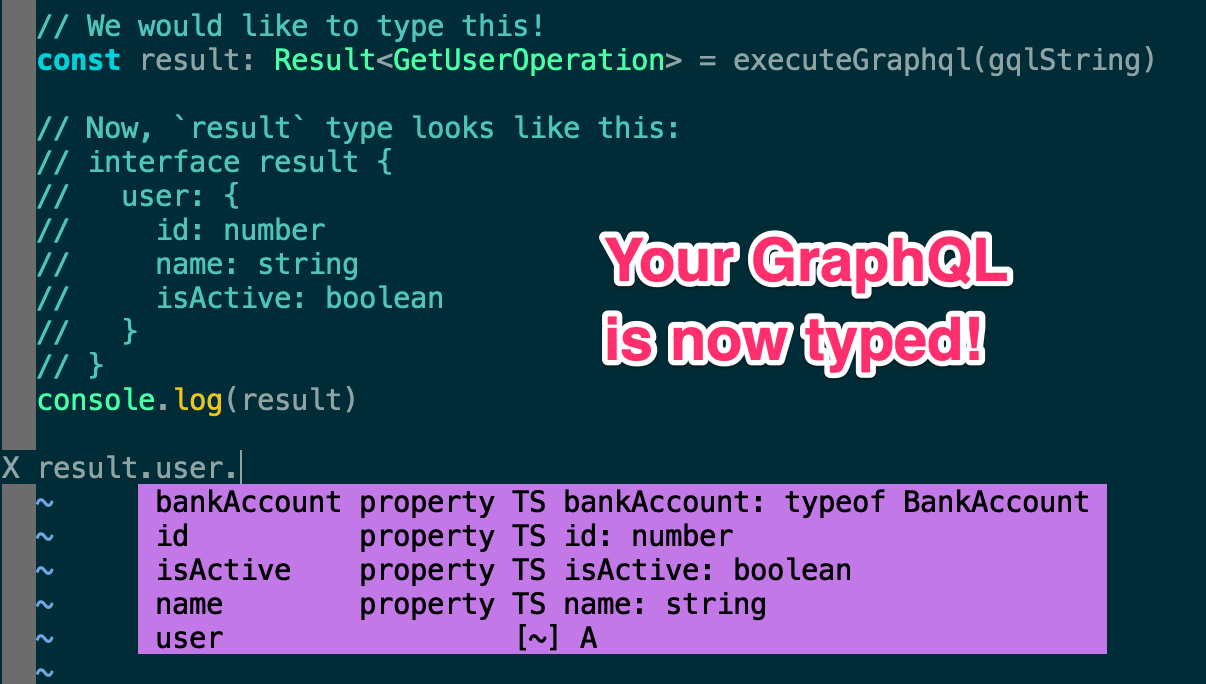 // We would like to type this!
const result: Result<GetUserOperation> = executeGraphql(gqlString)
// Now, `result` type looks like this:
// interface result {
//   user: {
//     id: number
//     name: string
//     isActive: boolean
//   }
// }
console.log(result)
Your GraphQL
is now typed!
X result.user.
~ bankAccount property TS bankAccount: typeof BankAccount
~ id          property TS id: number
~ isActive    property TS isActive: boolean
~ name        property TS name: string
~ user                 [~] A
~